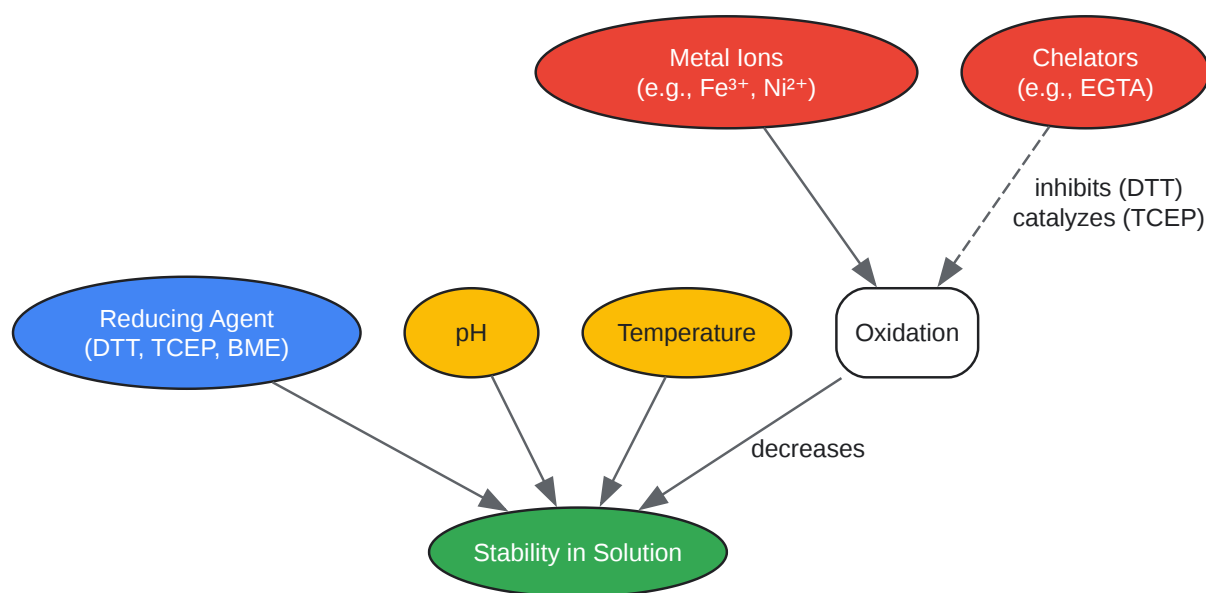 Metal Ions
(e.g., Fe³⁺, Ni²⁺)
Chelators
(e.g., EGTA)
inhibits (DTT)
catalyzes (TCEP)
Reducing Agent
(DTT, TCEP, BME)
pH
Temperature
Oxidation
decreases
Stability in Solution